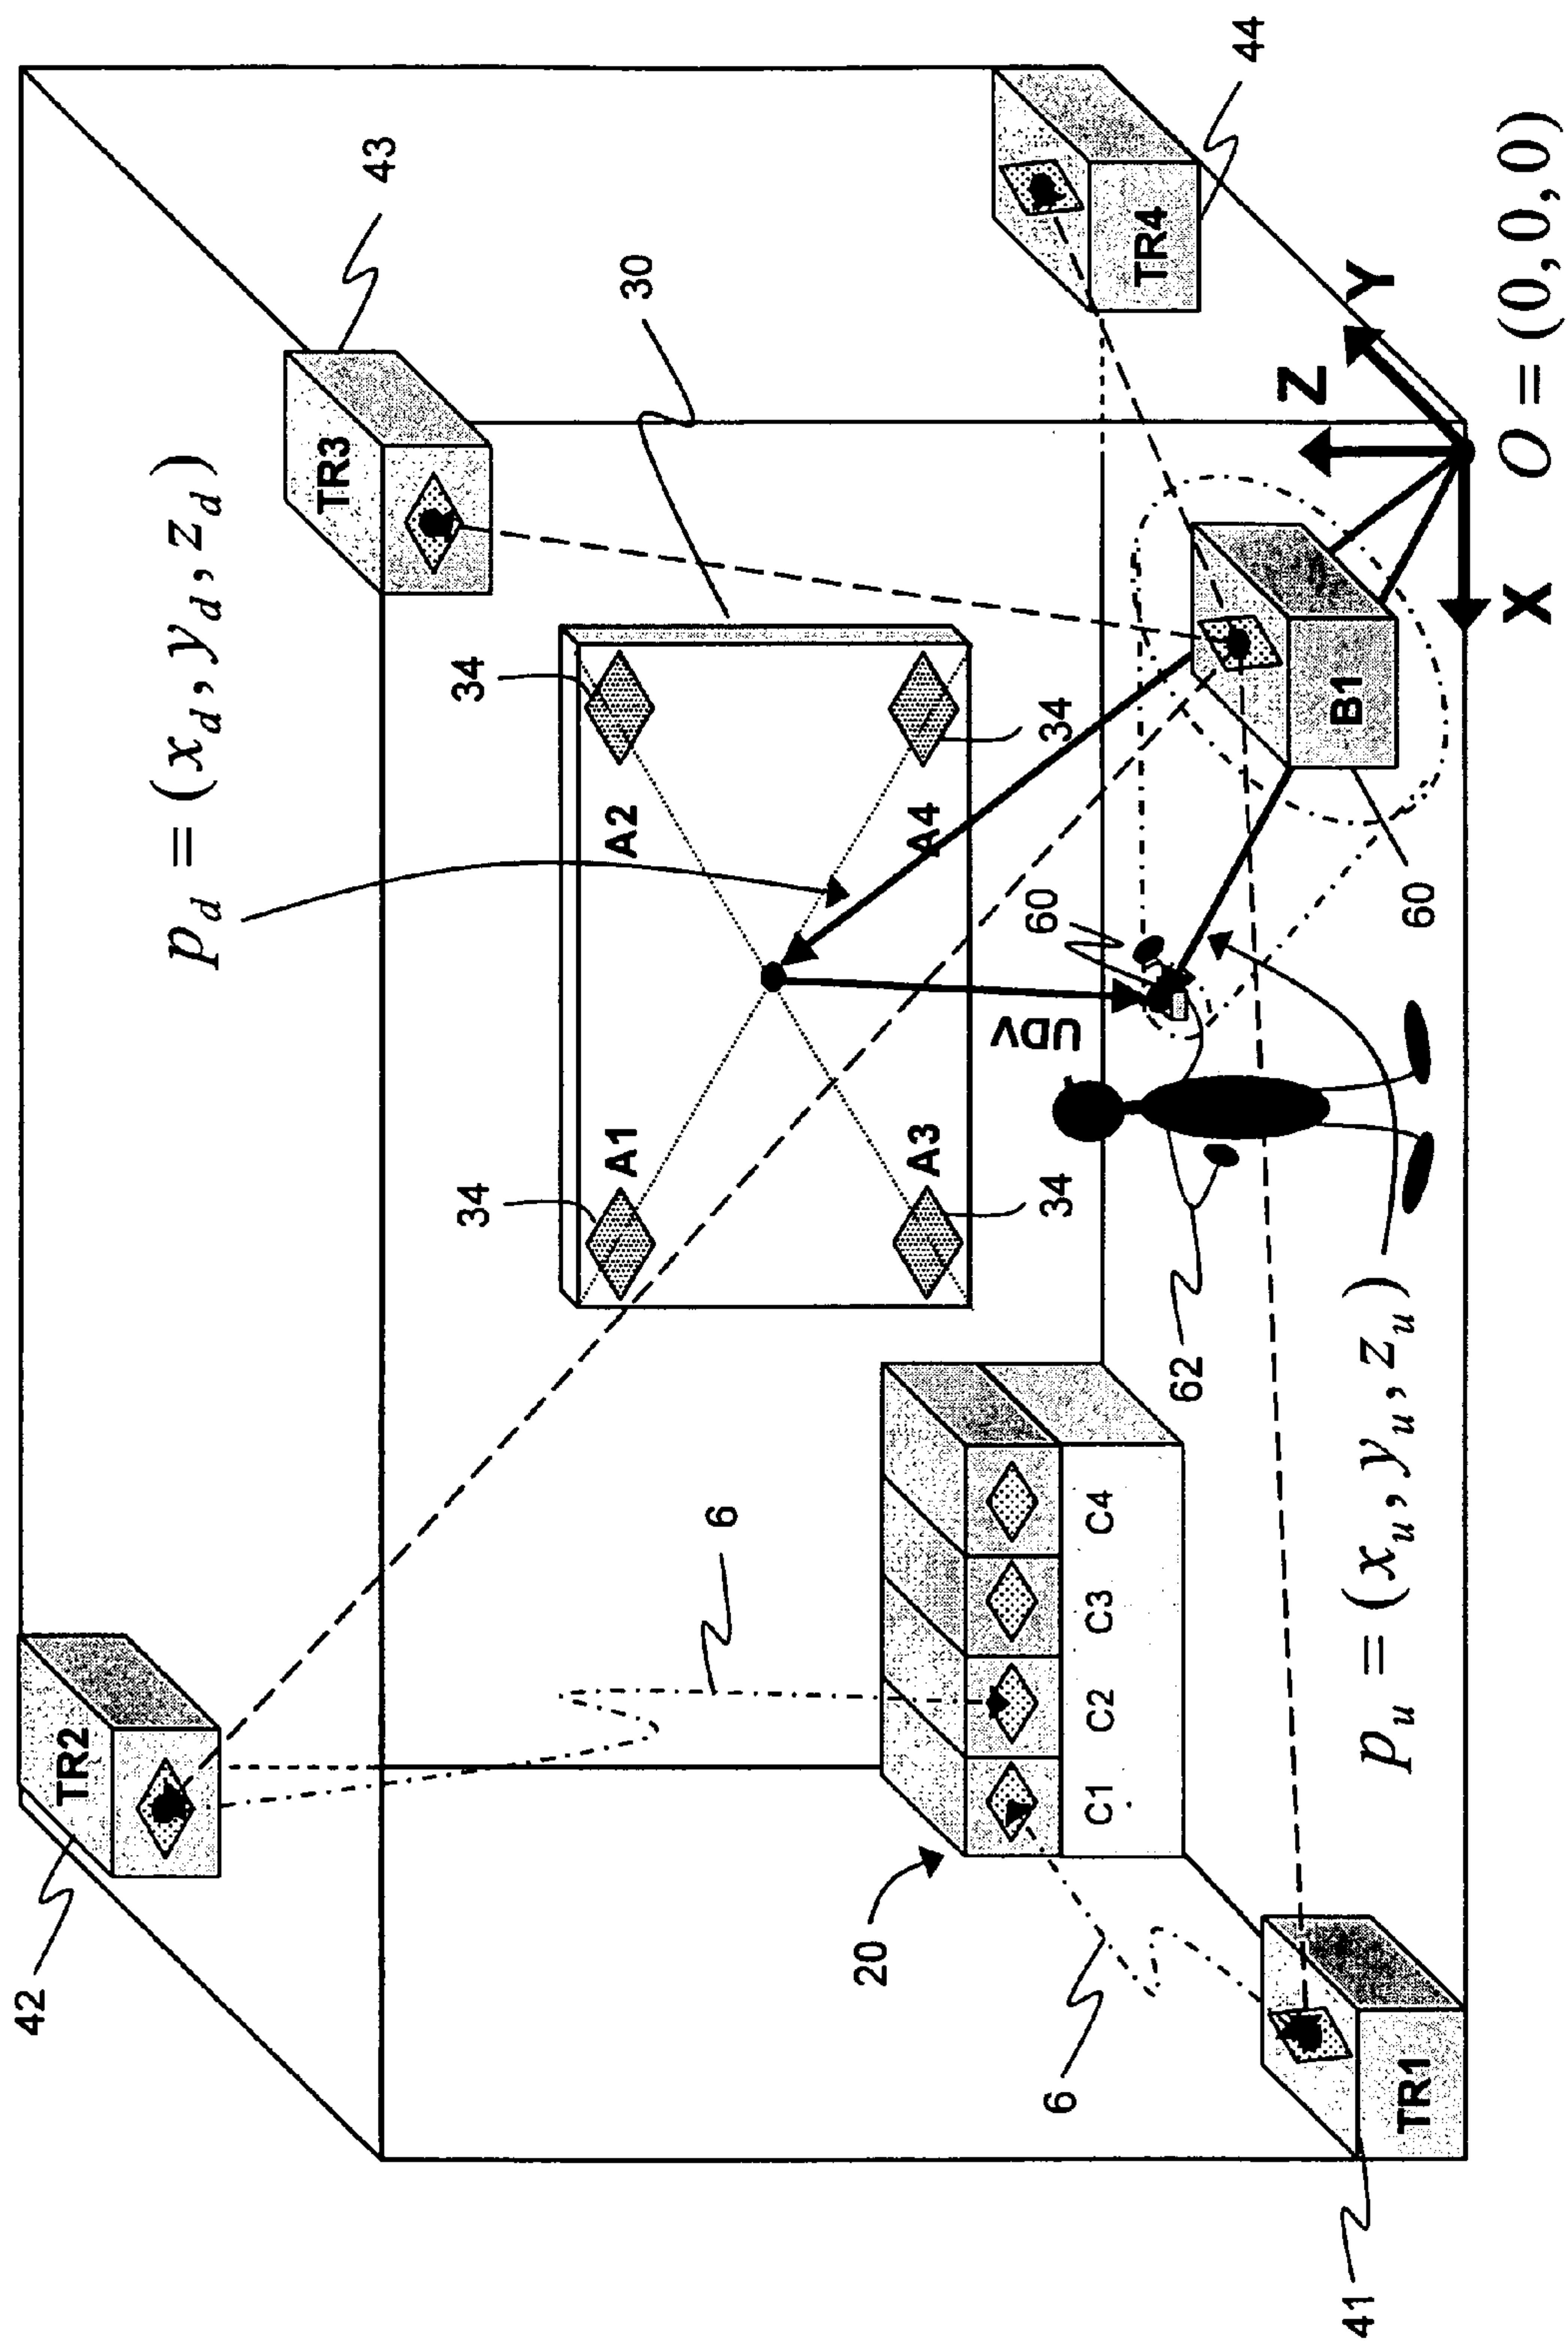 42
TR2
43
p_d = (x_d, y_d, z_d)
TR3
30
34
34
A1
A2
A3
A4
34
34
6
UDV
60
44
TR4
20
C1
C2
C3
C4
62
60
B1
Z
Y
X
6
41
TR1
p_u = (x_u, y_u, z_u)
O = (0, 0, 0)